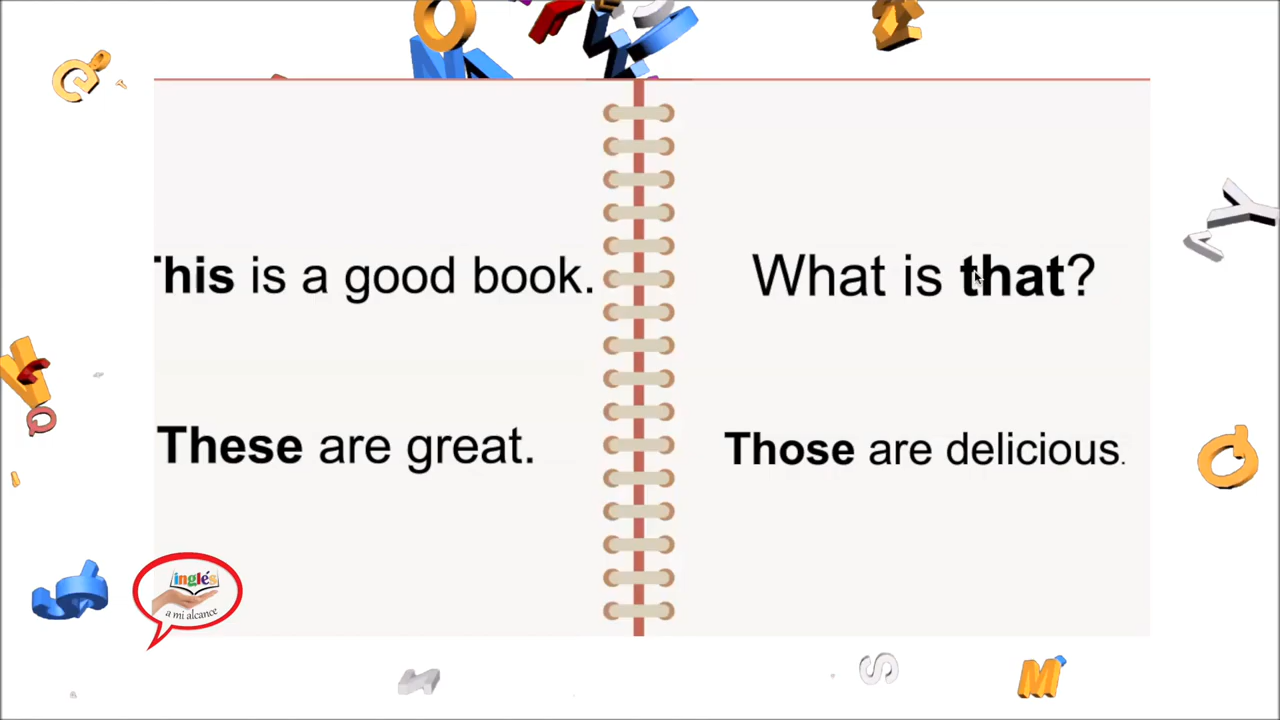 This is a good book.
These are great.
What is that?
Those are delicious.
inglés
a mi alcance